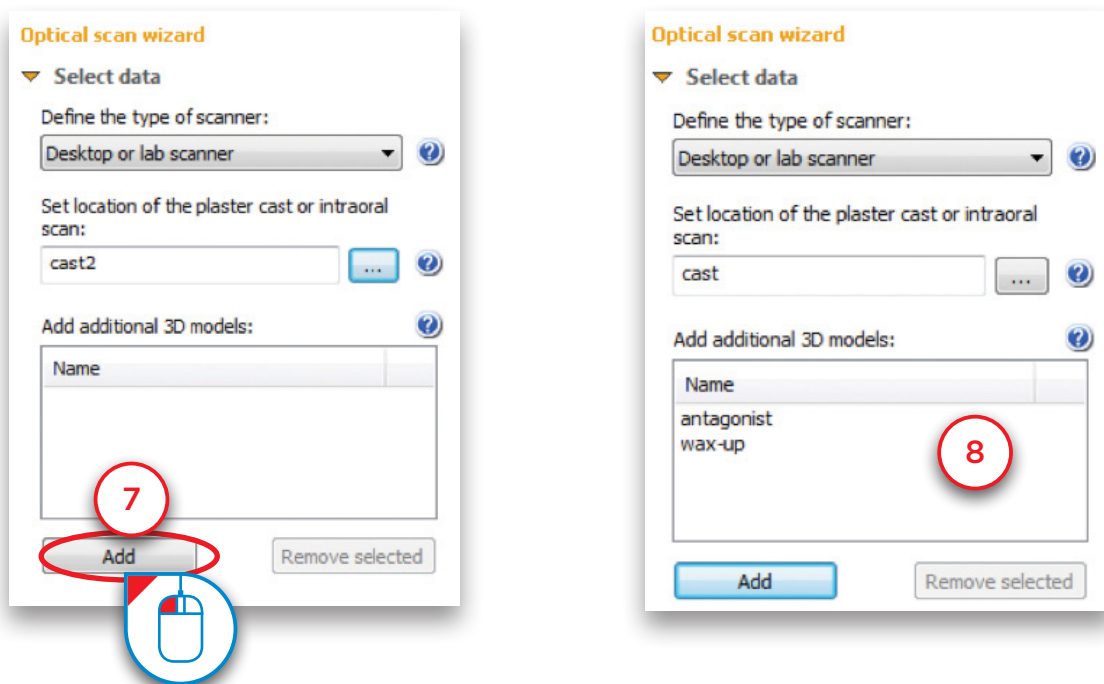 Optical scan wizard
Select data
Define the type of scanner:
Desktop or lab scanner
Set location of the plaster cast or intraoral
scan:
cast2
...
Add additional 3D models:
Name
7
Add
Remove selected
Optical scan wizard
Select data
Define the type of scanner:
Desktop or lab scanner
Set location of the plaster cast or intraoral
scan:
cast
...
Add additional 3D models:
Name
antagonist
wax-up
8
Add
Remove selected